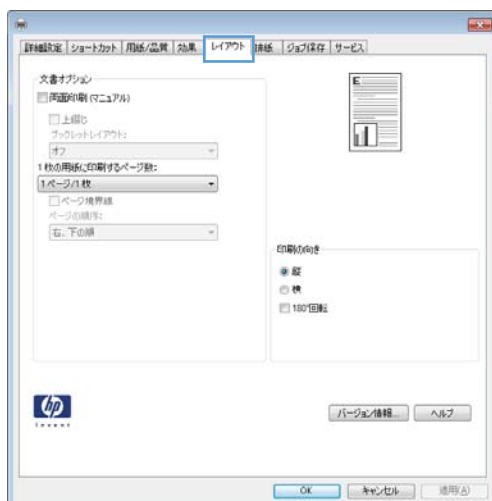 詳細設定 ショートカット 用紙/品質 効果 レイアウト 排紙 ジョブ保存 サービス
文書オプション
両面印刷(マニュアル)
上綴じ
ブックレットレイアウト:
オフ
1枚の用紙に印刷するページ数:
1ページ/1枚
ページ境界線
ページの順序:
右、下の順
E
印刷の向き
縦
横
180°回転
hp
invent
バージョン情報... ヘルプ
OK キャンセル 適用(A)